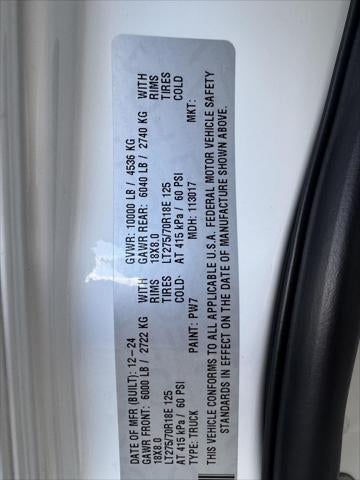 DATE OF MFR (BUILT): 12-24 GVWR: 10000 LB / 4536 KG
GAWR FRONT: 6000 LB / 2722 KG WITH GAWR REAR: 6040 LB / 2740 KG WITH
18X8.0 RIMS 18X8.0 RIMS
LT275/70R18E 125 TIRES LT275/70R18E 125 TIRES
AT 415 kPa / 60 PSI COLD AT 415 kPa / 60 PSI COLD
TYPE: TRUCK PAINT: PW7 MDH: 113017 MKT:
THIS VEHICLE CONFORMS TO ALL APPLICABLE U.S.A. FEDERAL MOTOR VEHICLE SAFETY
STANDARDS IN EFFECT ON THE DATE OF MANUFACTURE SHOWN ABOVE.